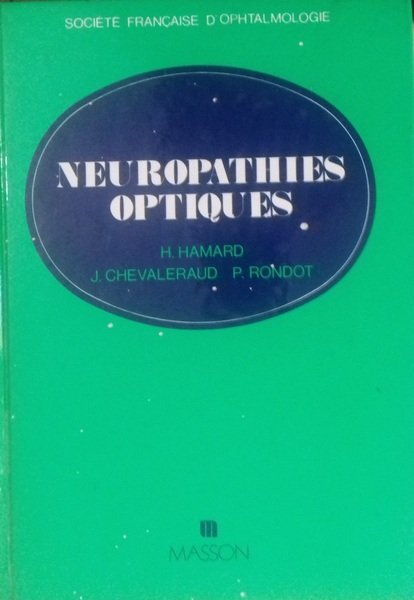 SOCIÉTÉ FRANÇAISE D'OPHTALMOLOGIE
NEUROPATHIES
OPTIQUES
H. HAMARD
J. CHEVALERAUD P. RONDOT
MASSON